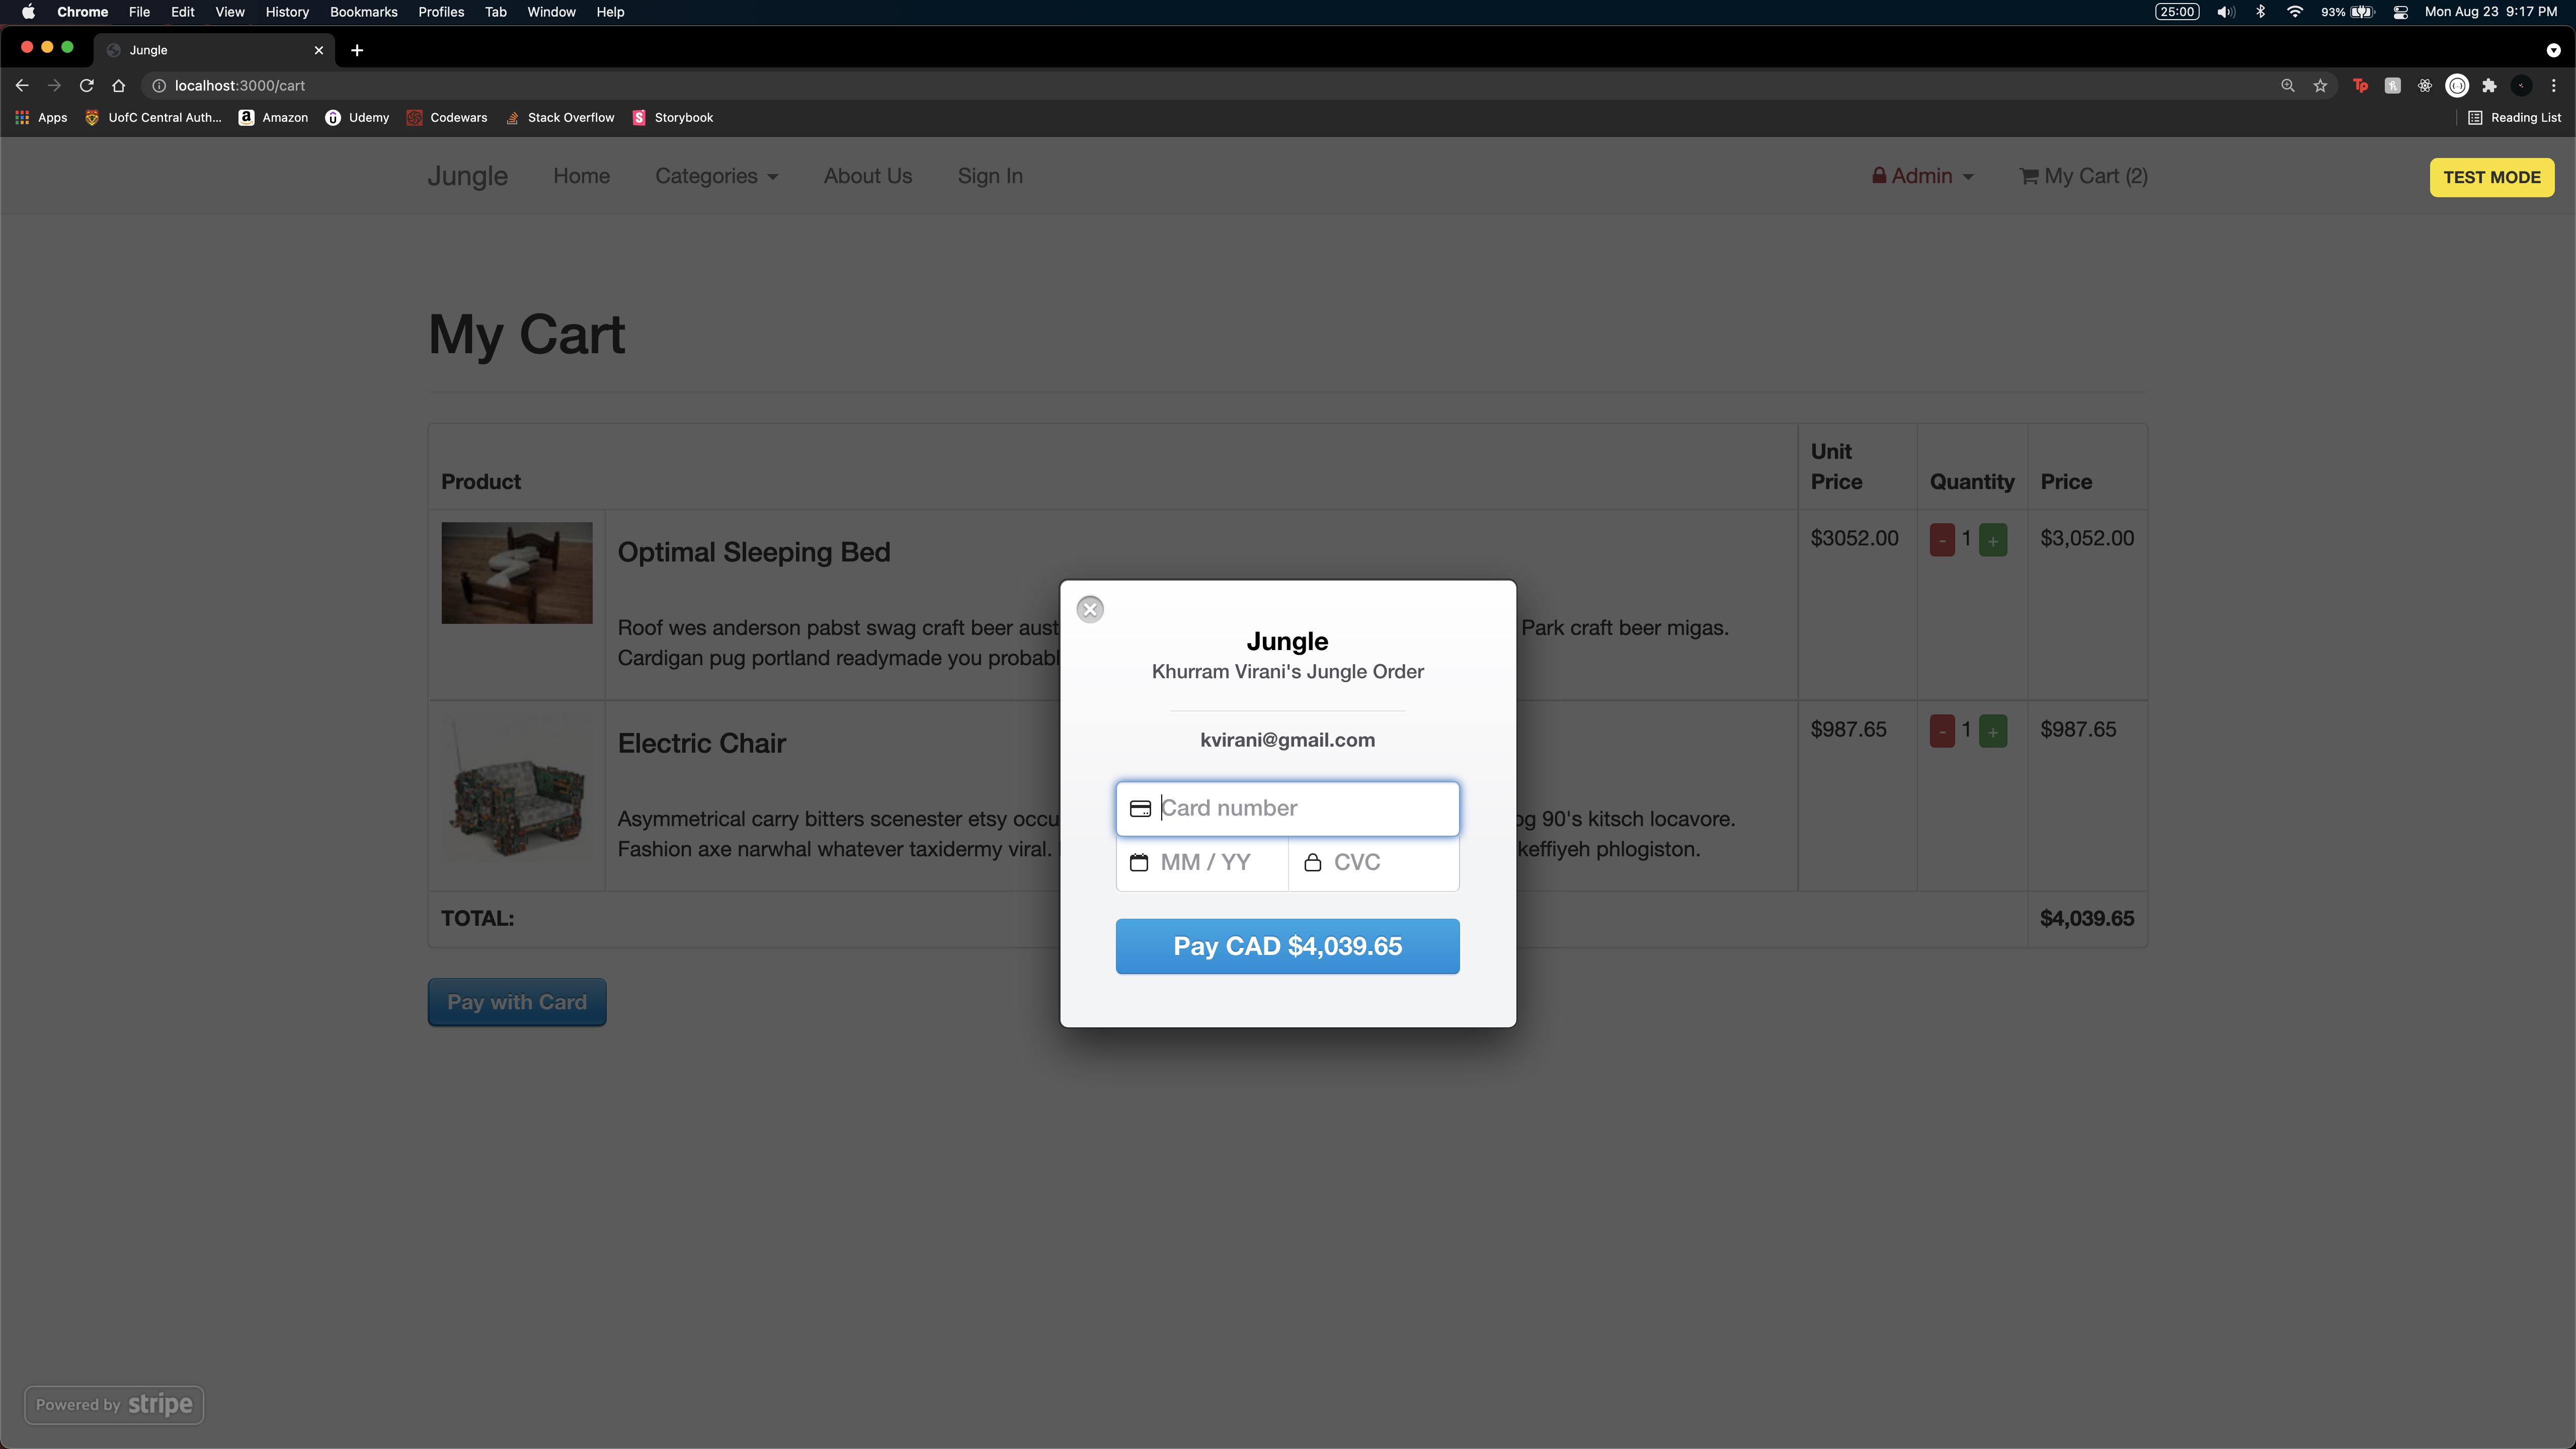 Chrome File Edit View History Bookmarks Profiles Tab Window Help
25:00 93% Mon Aug 23 9:17 PM
Jungle
localhost:3000/cart
Tp
Apps UofC Central Auth... Amazon Udemy Codewars Stack Overflow Storybook Reading List
Jungle Home Categories About Us Sign In Admin My Cart (2) TEST MODE
My Cart
Product Unit Price Quantity Price
Optimal Sleeping Bed $3052.00 - 1 + $3,052.00
Roof wes anderson pabst swag craft beer aust Park craft beer migas.
Cardigan pug portland readymade you probabl
Electric Chair $987.65 - 1 + $987.65
Asymmetrical carry bitters scenester etsy occu og 90's kitsch locavore.
Fashion axe narwhal whatever taxidermy viral. keffiyeh phlogiston.
TOTAL: $4,039.65
Pay with Card
Jungle
Khurram Virani's Jungle Order
kvirani@gmail.com
Card number
MM / YY CVC
Pay CAD $4,039.65
Powered by stripe